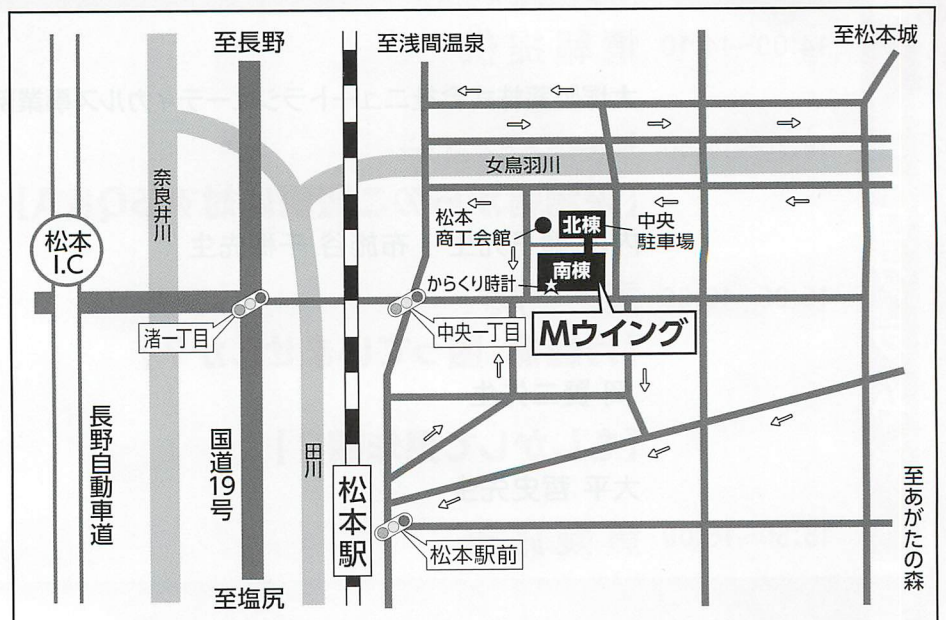 至長野
至浅間温泉
至松本城
奈良井川
女鳥羽川
松本
商工会館
北棟
中央
駐車場
松本
I.C
からくり時計
南棟
渚一丁目
中央一丁目
Mウイング
長野自動車道
国道19号
田川
松本駅
松本駅前
至あがたの森
至塩尻